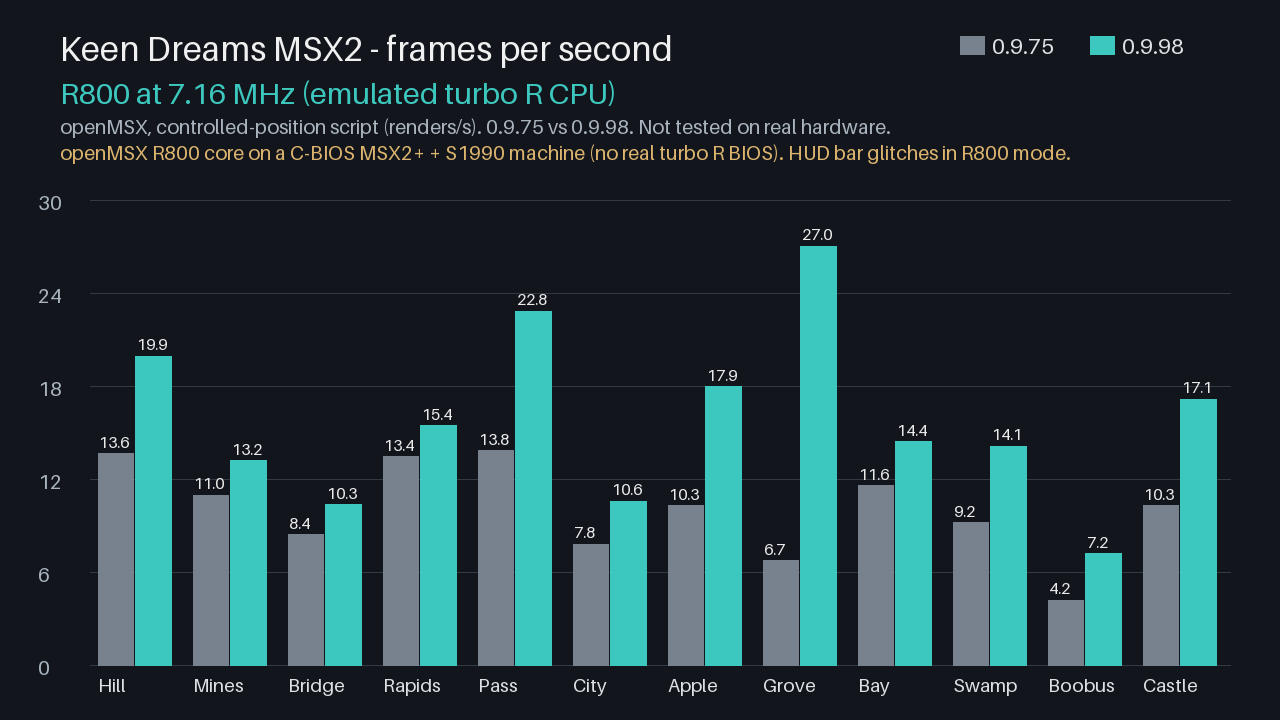 Keen Dreams MSX2 - frames per second
0.9.75
0.9.98
R800 at 7.16 MHz (emulated turbo R CPU)
openMSX, controlled-position script (renders/s). 0.9.75 vs 0.9.98. Not tested on real hardware.
openMSX R800 core on a C-BIOS MSX2+ + S1990 machine (no real turbo R BIOS). HUD bar glitches in R800 mode.
30
24
18
12
6
0
13.6
19.9
11.0
13.2
8.4
10.3
13.4
15.4
13.8
22.8
7.8
10.6
10.3
17.9
6.7
27.0
11.6
14.4
9.2
14.1
4.2
7.2
10.3
17.1
Hill
Mines
Bridge
Rapids
Pass
City
Apple
Grove
Bay
Swamp
Boobus
Castle